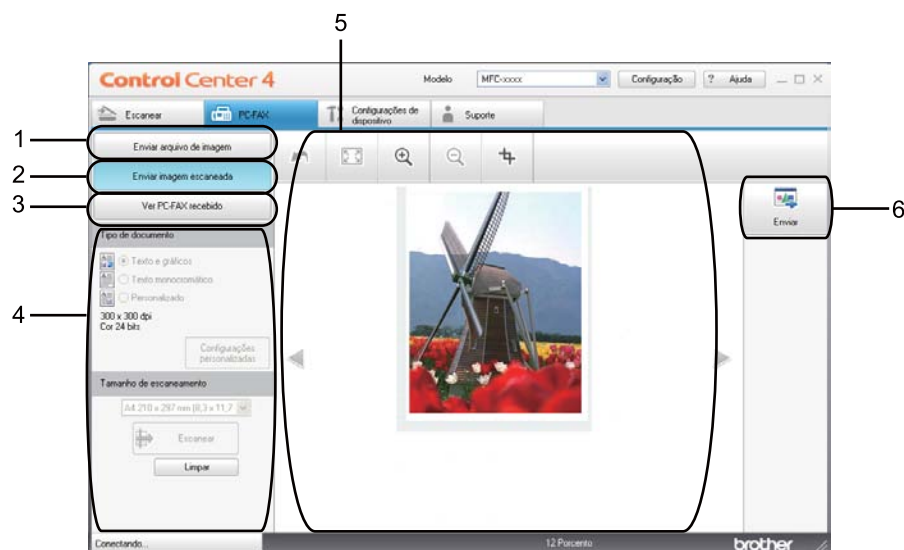 5
Control Center 4
Modelo MFC-xxxx Configuração ? Ajuda
Escanear PC-FAX Configurações de dispositivo Suporte
1 Enviar arquivo de imagem
2 Enviar imagem escaneada
3 Ver PC-FAX recebido
6 Enviar
Tipo de documento
Texto e gráficos
Texto monocromático
4 Personalizado
300 x 300 dpi
Cor 24 bits
Configurações
personalizadas
Tamanho de escaneamento
A4 210 x 297 mm (8,3 x 11,7
Escanear
Limpar
Conectando... 12 Porcento brother